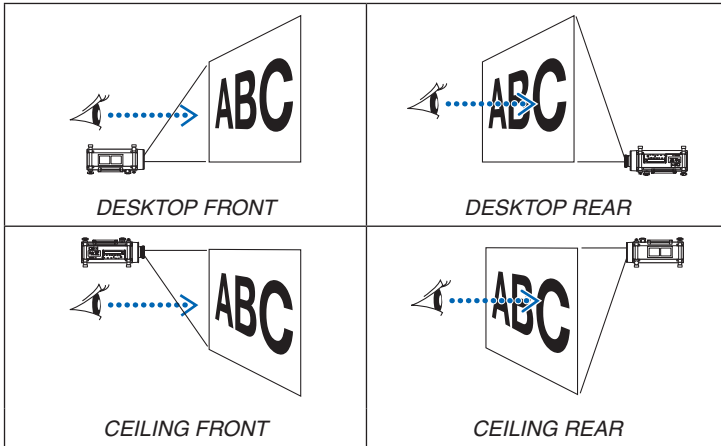 ABC
DESKTOP FRONT
ABC
DESKTOP REAR
ABC
CEILING FRONT
ABC
CEILING REAR